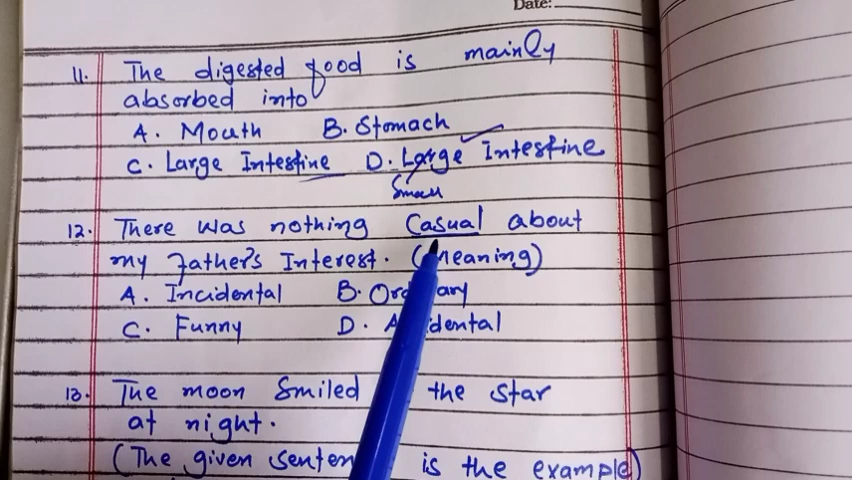 Date:
11. The digested food is mainly
absorbed into
A. Mouth B. Stomach
C. Large Intestine D. Large Intestine
Small
12. There was nothing Casual about
my Father's Interest. (Meaning)
A. Incidental B. Ordinary
C. Funny D. Accidental
13. The moon Smiled the Star
at night.
(The given senten is the example)